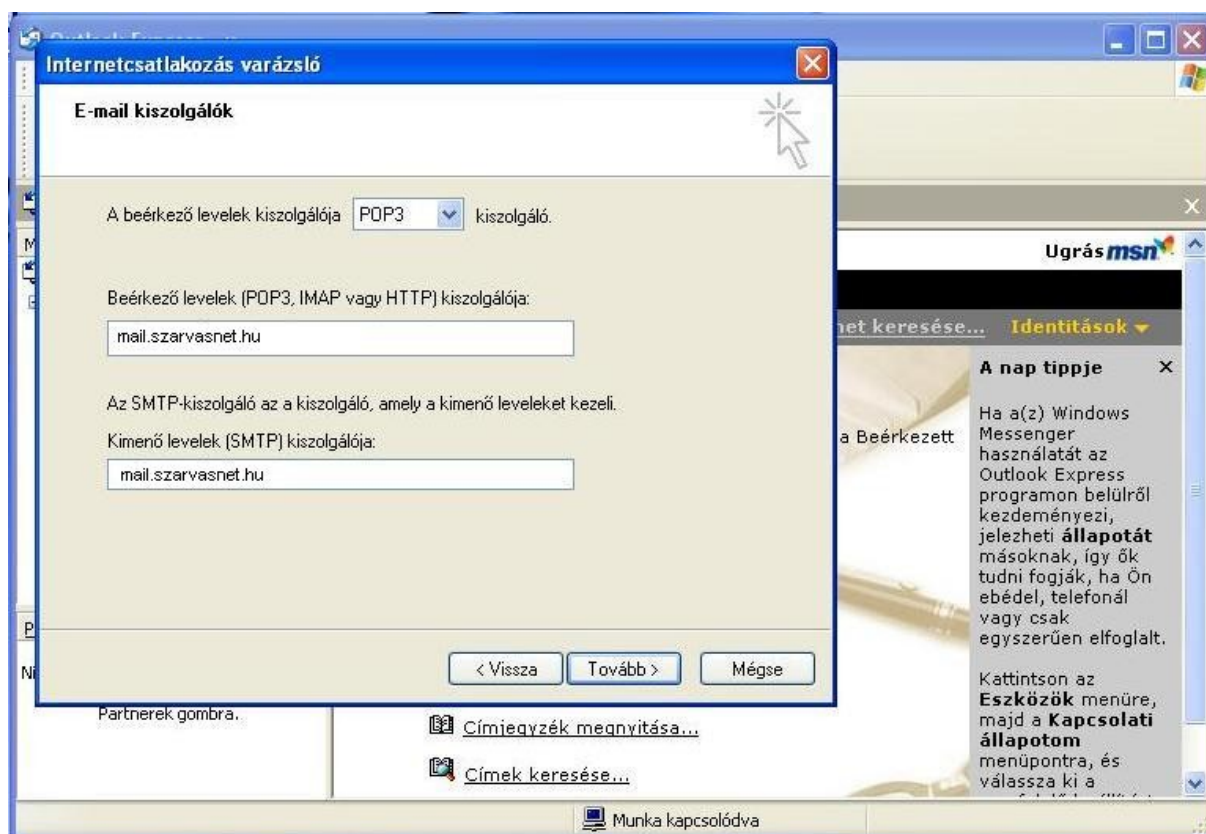 Outlook Express
Internetcsatlakozás varázsló
E-mail kiszolgálók
A beérkező levelek kiszolgálója POP3 kiszolgáló.
Beérkező levelek (POP3, IMAP vagy HTTP) kiszolgálója:
mail.szarvasnet.hu
Az SMTP-kiszolgáló az a kiszolgáló, amely a kimenő leveleket kezeli.
Kimenő levelek (SMTP) kiszolgálója:
mail.szarvasnet.hu
< Vissza
Tovább >
Mégse
Ugrás msn
keresése...
Identitások
a Beérkezett
A nap tippje
Ha a(z) Windows
Messenger
használatát az
Outlook Express
programon belülről
kezdeményezi,
jelezheti állapotát
másoknak, így ők
tudni fogják, ha Ön
ebédel, telefonál
vagy csak
egyszerűen elfoglalt.
Kattintson az
Eszközök menüre,
majd a Kapcsolati
állapotom
menüpontra, és
válassza ki a
Partnerek gombra.
Címjegyzék megnyitása...
Címek keresése...
Munka kapcsolódva